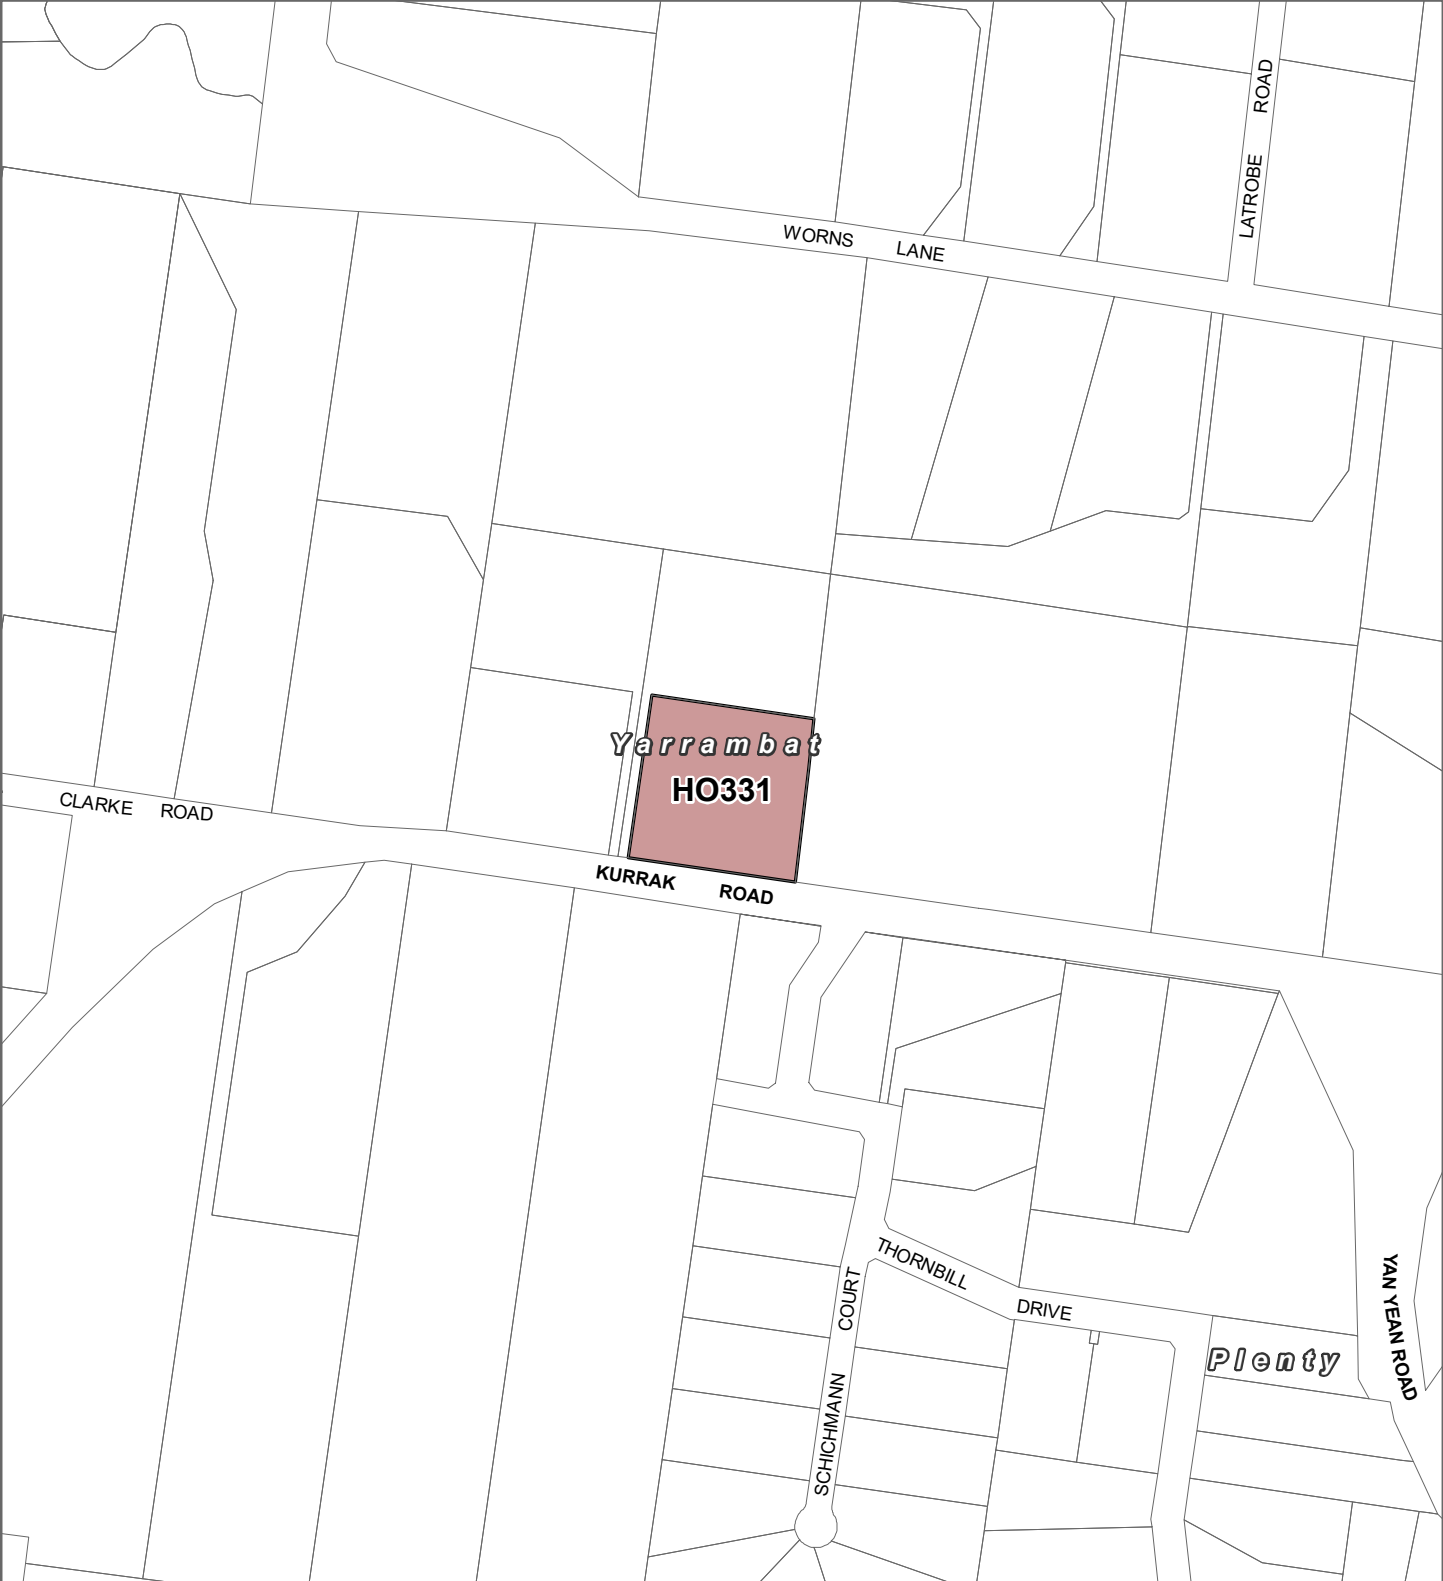 LATROBE ROAD
WORNS LANE
Yarrambat
HO331
CLARKE ROAD
KURRAK ROAD
THORNBILL DRIVE
SCHICHMANN COURT
Plenty
YAN YEAN ROAD